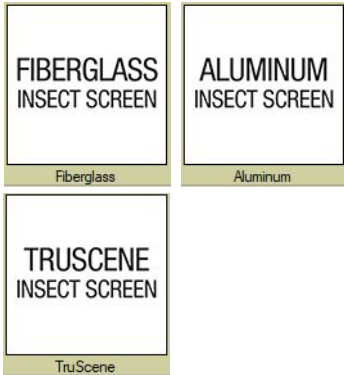 FIBERGLASS
INSECT SCREEN
Fiberglass
ALUMINUM
INSECT SCREEN
Aluminum
TRUSCENE
INSECT SCREEN
TruScene